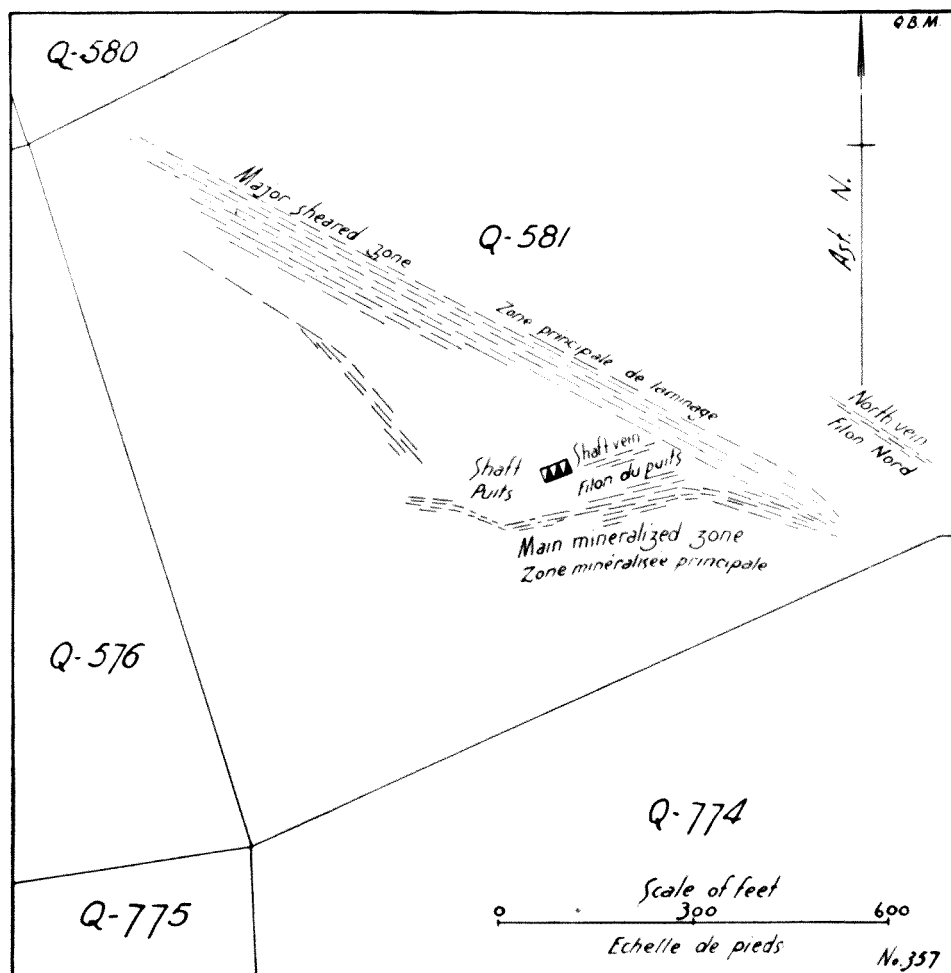 Q.B.M.
Q-580
Ast. N.
Major sheared zone
Q-581
Zone principale de laminage
North vein
Filon Nord
Shaft
Puits
Shaft vein
Filon du puits
Main mineralized zone
Zone minéralisée principale
Q-576
Q-774
Q-775
Scale of feet
0 300 600
Echelle de pieds
No.357